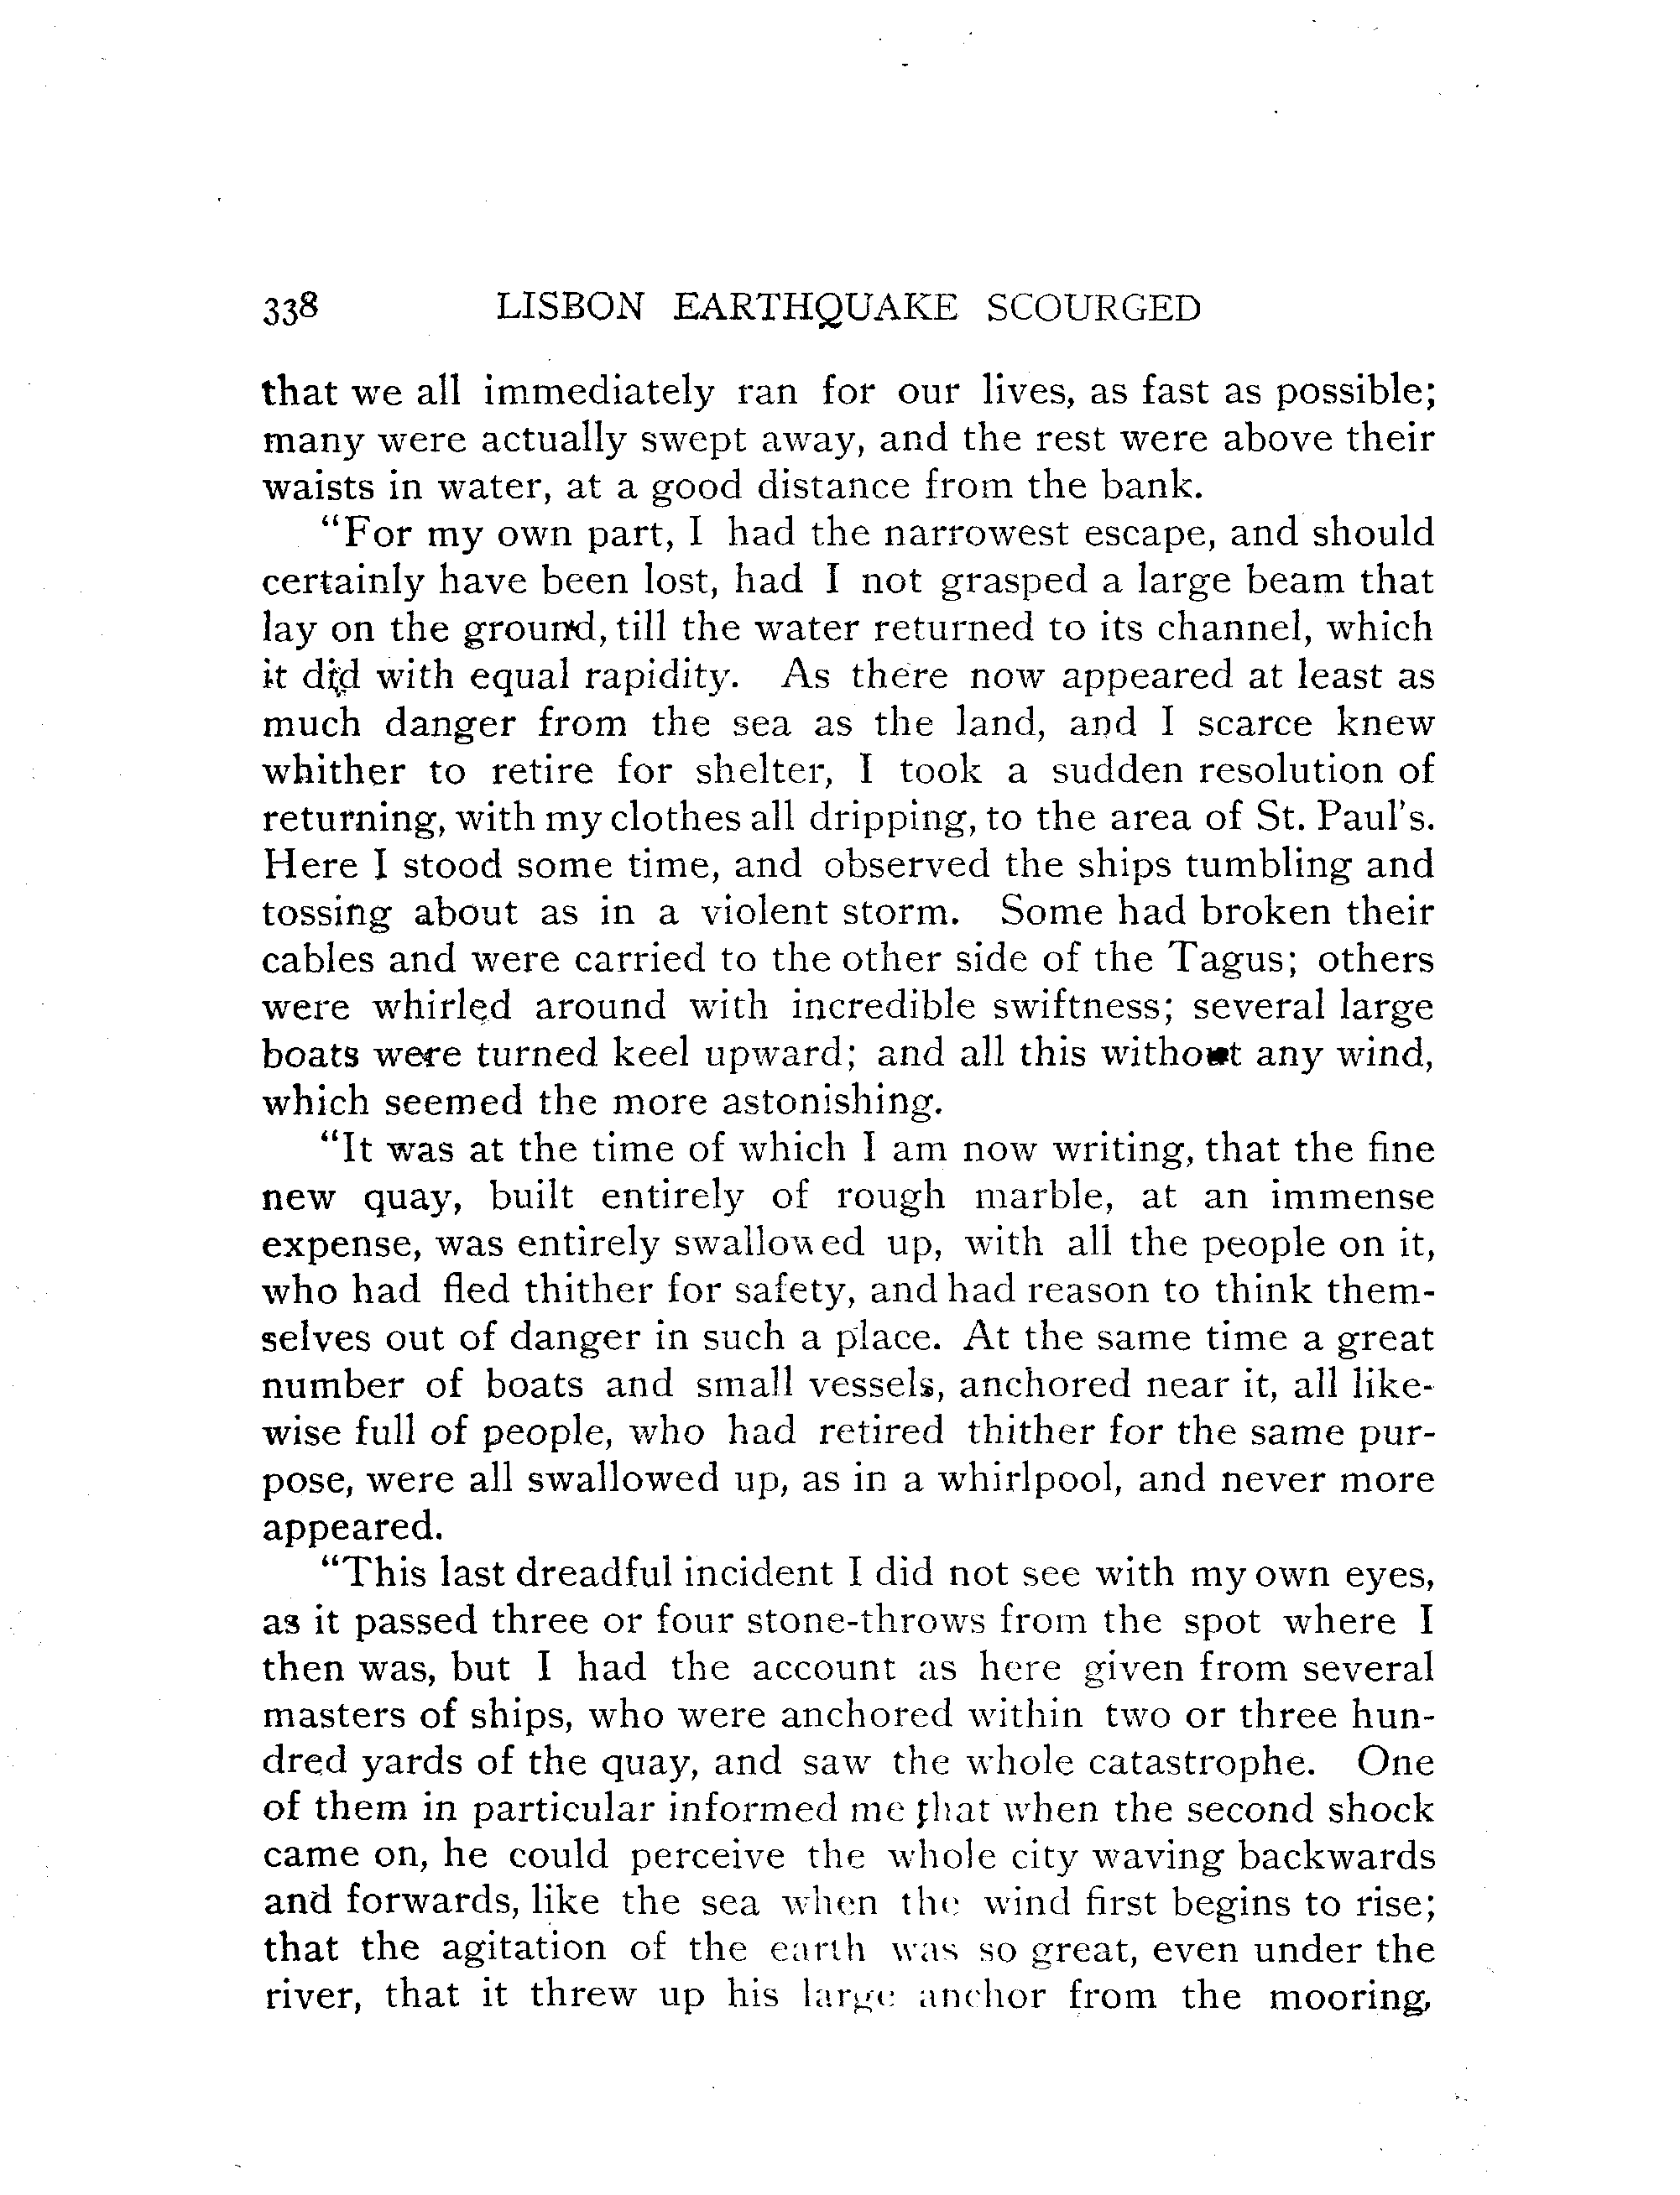 338 LISBON EARTHQUAKE SCOURGED
that we all immediately ran for our lives, as fast as possible;
many were actually swept away, and the rest were above their
waists in water, at a good distance from the bank.
"For my own part, I had the narrowest escape, and should
certainly have been lost, had I not grasped a large beam that
lay on the ground, till the water returned to its channel, which
it did with equal rapidity. As there now appeared at least as
much danger from the sea as the land, and I scarce knew
whither to retire for shelter, I took a sudden resolution of
returning, with my clothes all dripping, to the area of St. Paul's.
Here I stood some time, and observed the ships tumbling and
tossing about as in a violent storm. Some had broken their
cables and were carried to the other side of the Tagus; others
were whirled around with incredible swiftness; several large
boats were turned keel upward; and all this without any wind,
which seemed the more astonishing.
"It was at the time of which I am now writing, that the fine
new quay, built entirely of rough marble, at an immense
expense, was entirely swallowed up, with all the people on it,
who had fled thither for safety, and had reason to think them-
selves out of danger in such a place. At the same time a great
number of boats and small vessels, anchored near it, all like-
wise full of people, who had retired thither for the same pur-
pose, were all swallowed up, as in a whirlpool, and never more
appeared.
"This last dreadful incident I did not see with my own eyes,
as it passed three or four stone-throws from the spot where I
then was, but I had the account as here given from several
masters of ships, who were anchored within two or three hun-
dred yards of the quay, and saw the whole catastrophe. One
of them in particular informed me that when the second shock
came on, he could perceive the whole city waving backwards
and forwards, like the sea when the wind first begins to rise;
that the agitation of the earth was so great, even under the
river, that it threw up his large anchor from the mooring,